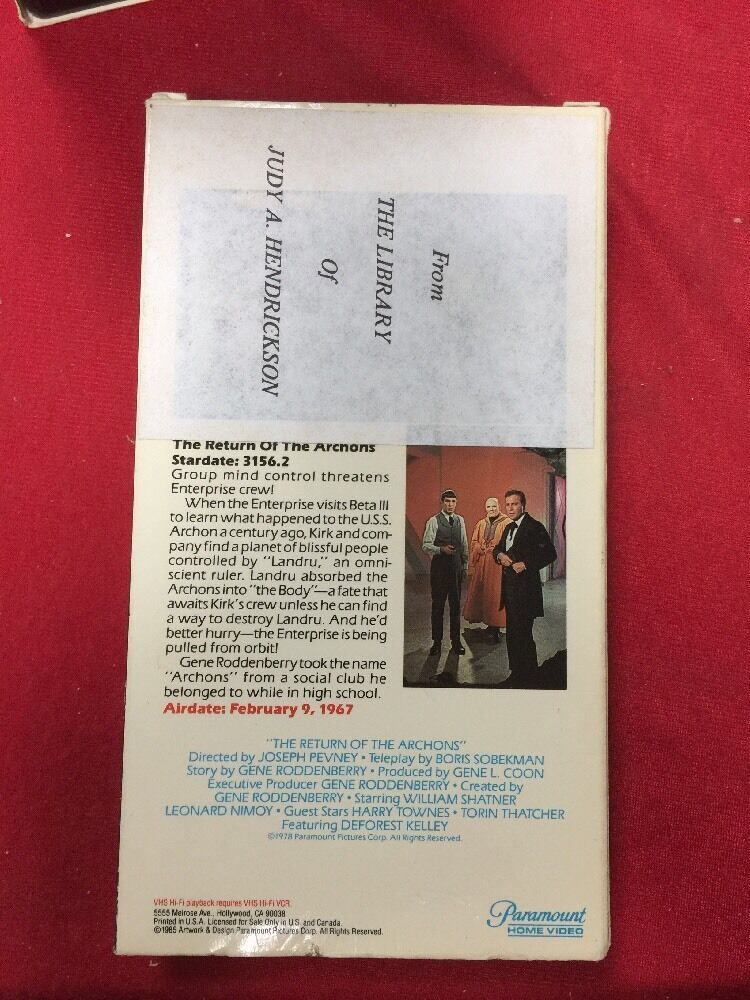 From
THE LIBRARY
Of
JUDY A. HENDRICKSON
The Return Of The Archons
Stardate: 3156.2
Group mind control threatens
Enterprise crew!
When the Enterprise visits Beta III
to learn what happened to the U.S.S.
Archon a century ago, Kirk and com-
pany find a planet of blissful people
controlled by "Landru," an omni-
scient ruler. Landru absorbed the
Archons into "the Body"—a fate that
awaits Kirk's crew unless he can find
a way to destroy Landru. And he'd
better hurry—the Enterprise is being
pulled from orbit!
Gene Roddenberry took the name
"Archons" from a social club he
belonged to while in high school.
Airdate: February 9, 1967
"THE RETURN OF THE ARCHONS"
Directed by JOSEPH PEVNEY • Teleplay by BORIS SOBEKMAN
Story by GENE RODDENBERRY • Produced by GENE L. COON
Executive Producer GENE RODDENBERRY • Created by
GENE RODDENBERRY • Starring WILLIAM SHATNER
LEONARD NIMOY • Guest Stars HARRY TOWNES • TORIN THATCHER
Featuring DEFOREST KELLEY
©1978 Paramount Pictures Corp. All Rights Reserved.
VHS Hi-Fi playback requires VHS Hi-Fi VCR.
5555 Melrose Ave., Hollywood, CA 90038
Printed in U.S.A. Licensed for Sale Only in U.S. and Canada.
©1985 Artwork & Design Paramount Pictures Corp. All Rights Reserved.
Paramount
HOME VIDEO